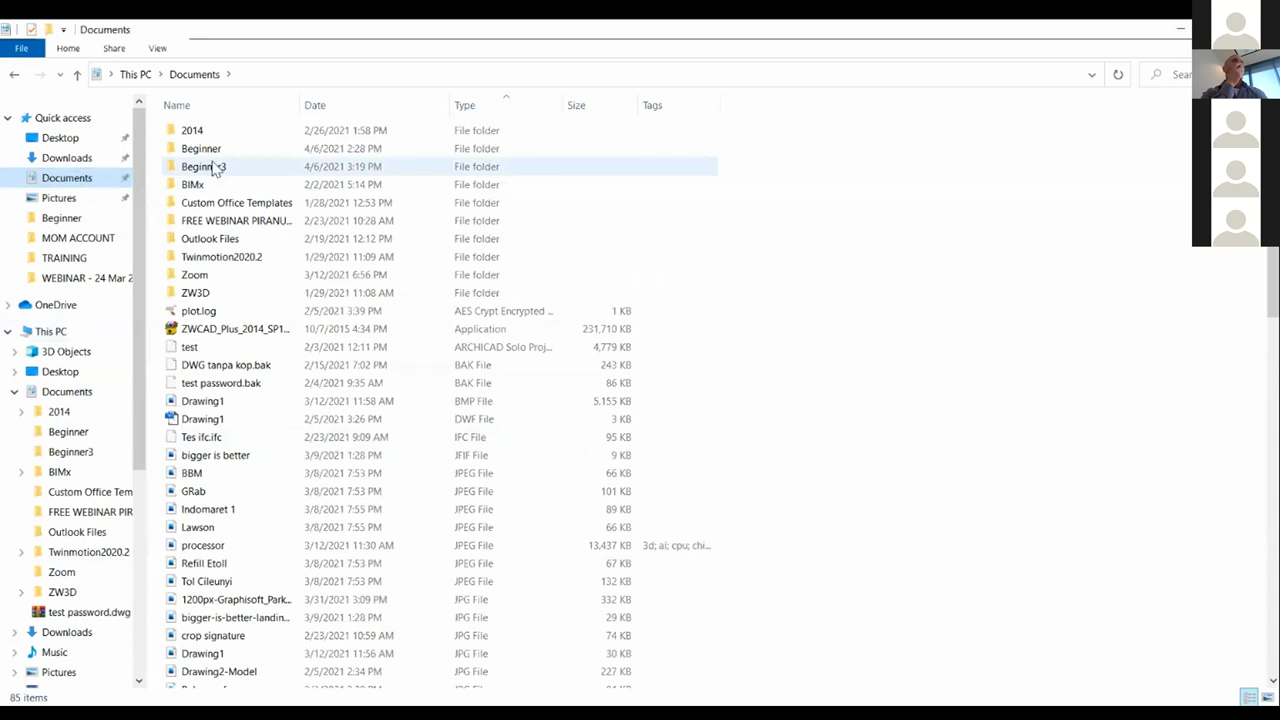 Documents
File Home Share View
This PC Documents Sear
Name Date Type Size Tags
Quick access
Desktop
Downloads
Documents
Pictures
Beginner
MOM ACCOUNT
TRAINING
WEBINAR - 24 Mar 2
OneDrive
This PC
3D Objects
Desktop
Documents
2014
Beginner
Beginner3
BIMx
Custom Office Tem
FREE WEBINAR PIR
Outlook Files
Twinmotion2020.2
Zoom
ZW3D
test password.dwg
Downloads
Music
Pictures
2014 2/26/2021 1:58 PM File folder
Beginner 4/6/2021 2:28 PM File folder
Beginner3 4/6/2021 3:19 PM File folder
BIMx 2/2/2021 5:14 PM File folder
Custom Office Templates 1/28/2021 12:53 PM File folder
FREE WEBINAR PIRANU... 2/23/2021 10:28 AM File folder
Outlook Files 2/19/2021 12:12 PM File folder
Twinmotion2020.2 1/29/2021 11:09 AM File folder
Zoom 3/12/2021 6:56 PM File folder
ZW3D 1/29/2021 11:08 AM File folder
plot.log 2/5/2021 3:39 PM AES Crypt Encrypted ... 1 KB
ZWCAD_Plus_2014_SP1... 10/7/2015 4:34 PM Application 231,710 KB
test 2/3/2021 12:11 PM ARCHICAD Solo Proj... 4,779 KB
DWG tanpa kop.bak 2/15/2021 7:02 PM BAK File 243 KB
test password.bak 2/4/2021 9:35 AM BAK File 86 KB
Drawing1 3/12/2021 11:58 AM BMP File 5,155 KB
Drawing1 2/5/2021 3:26 PM DWF File 3 KB
Tes ifc.ifc 2/23/2021 9:09 AM IFC File 95 KB
bigger is better 3/9/2021 1:28 PM JFIF File 9 KB
BBM 3/8/2021 7:53 PM JPEG File 66 KB
GRab 3/8/2021 7:53 PM JPEG File 101 KB
Indomaret 1 3/8/2021 7:55 PM JPEG File 89 KB
Lawson 3/8/2021 7:55 PM JPEG File 66 KB
processor 3/12/2021 11:30 AM JPEG File 13,437 KB 3d; ai; cpu; chi...
Refill Etoll 3/8/2021 7:53 PM JPEG File 67 KB
Tol Cileunyi 3/8/2021 7:53 PM JPEG File 132 KB
1200px-Graphisoft_Park... 3/31/2021 3:09 PM JPG File 332 KB
bigger-is-better-landin... 3/9/2021 1:28 PM JPG File 29 KB
crop signature 2/23/2021 10:59 AM JPG File 74 KB
Drawing1 3/12/2021 11:56 AM JPG File 30 KB
Drawing2-Model 2/5/2021 2:34 PM JPG File 227 KB
85 items